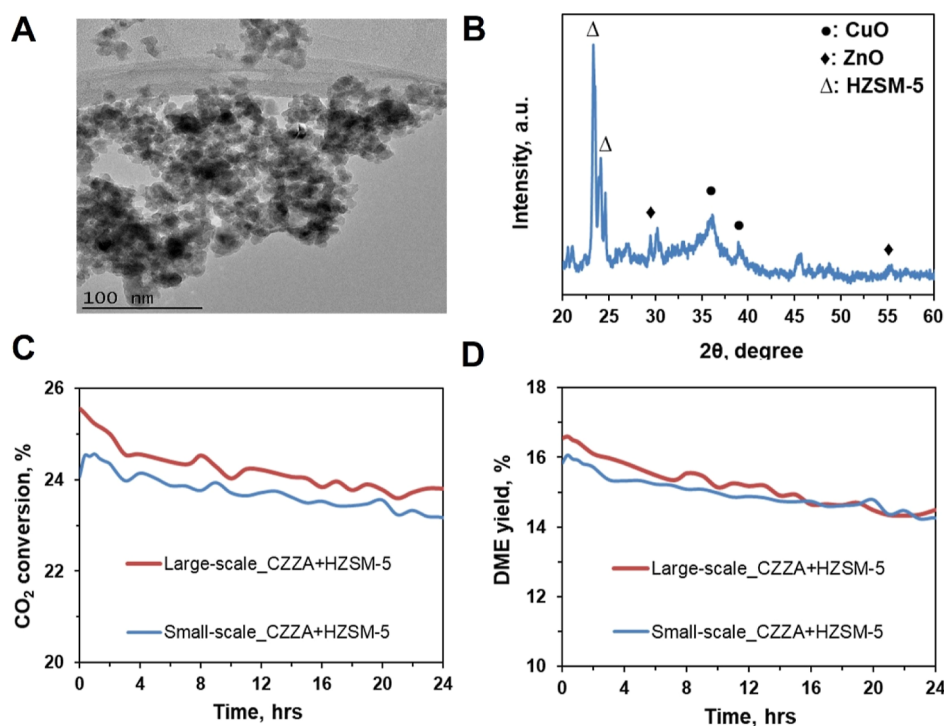 A
100 nm
B
Δ
Δ
●: CuO
♦: ZnO
Δ: HZSM-5
Intensity, a.u.
20 25 30 35 40 45 50 55 60
2θ, degree
C
26
24
22
20
CO₂ conversion, %
Large-scale_CZZA+HZSM-5
Small-scale_CZZA+HZSM-5
0 4 8 12 16 20 24
Time, hrs
D
18
16
14
12
10
DME yield, %
Large-scale_CZZA+HZSM-5
Small-scale_CZZA+HZSM-5
0 4 8 12 16 20 24
Time, hrs